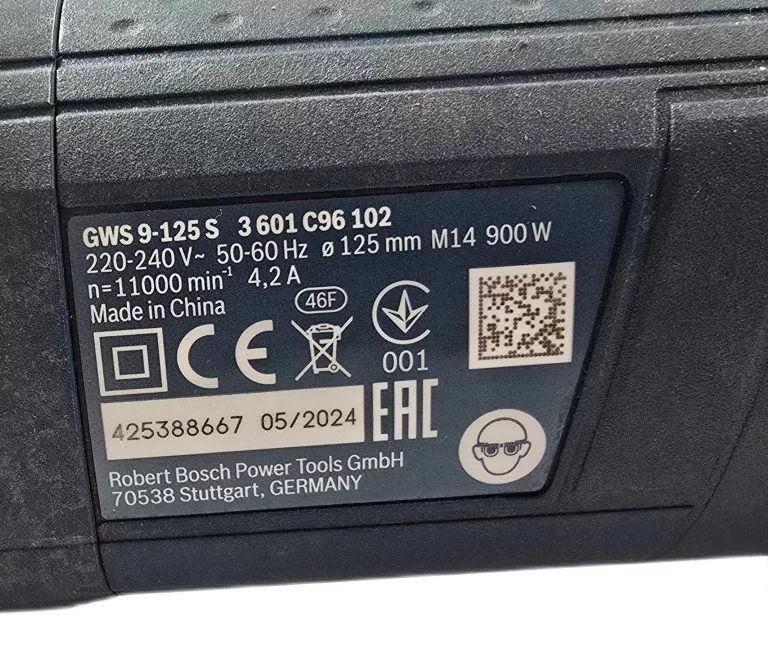 GWS 9-125 S 3 601 C96 102
220-240 V~ 50-60 Hz ø 125 mm M14 900 W
n=11000 min⁻¹ 4,2 A
Made in China
46F
CE
001
425388667 05/2024
EAC
Robert Bosch Power Tools GmbH
70538 Stuttgart, GERMANY